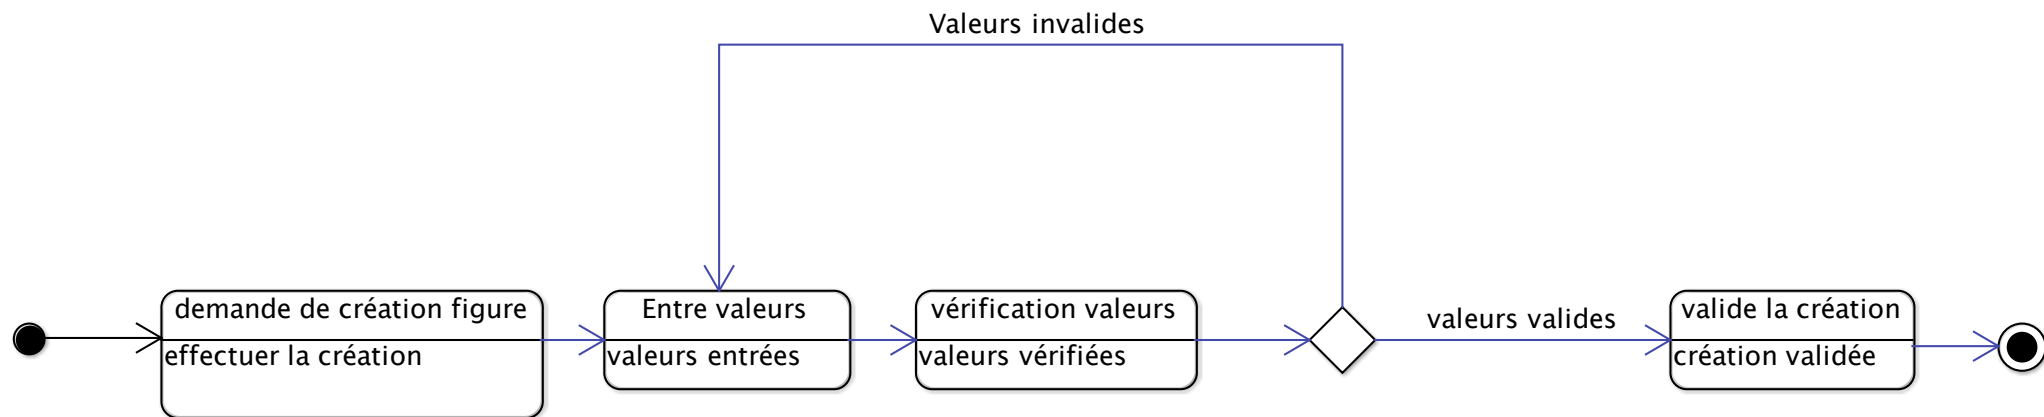 Valeurs invalides
demande de création figure
effectuer la création
Entre valeurs
valeurs entrées
vérification valeurs
valeurs vérifiées
valeurs valides
valide la création
création validée